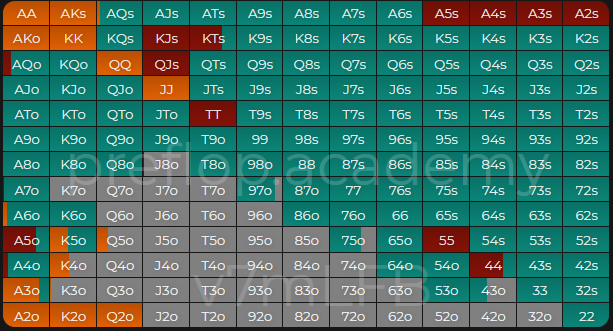 AA AKs AQs AJs ATs A9s A8s A7s A6s A5s A4s A3s A2s
AKo KK KQs KJs KTs K9s K8s K7s K6s K5s K4s K3s K2s
AQo KQo QQ QJs QTs Q9s Q8s Q7s Q6s Q5s Q4s Q3s Q2s
AJo KJo QJo JJ JTs J9s J8s J7s J6s J5s J4s J3s J2s
ATo KTo QTo JTo TT T9s T8s T7s T6s T5s T4s T3s T2s
A9o K9o Q9o J9o T9o 99 98s 97s 96s 95s 94s 93s 92s
A8o K8o Q8o J8o T8o 98o 88 87s 86s 85s 84s 83s 82s
preflop.academy
A7o K7o Q7o J7o T7o 97o 87o 77 76s 75s 74s 73s 72s
A6o K6o Q6o J6o T6o 96o 86o 76o 66 65s 64s 63s 62s
A5o K5o Q5o J5o T5o 95o 85o 75o 65o 55 54s 53s 52s
A4o K4o Q4o J4o T4o 94o 84o 74o 64o 54o 44 43s 42s
v7mLFB
A3o K3o Q3o J3o T3o 93o 83o 73o 63o 53o 43o 33 32s
A2o K2o Q2o J2o T2o 92o 82o 72o 62o 52o 42o 32o 22